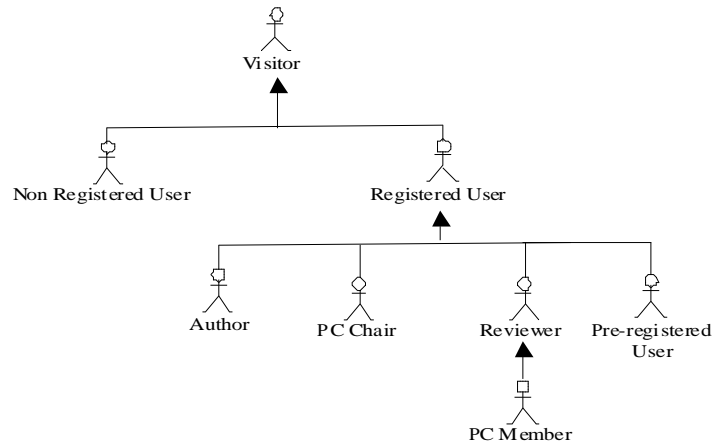 Visitor
Non Registered User
Registered User
Author
PC Chair
Reviewer
Pre-registered
User
PC Member